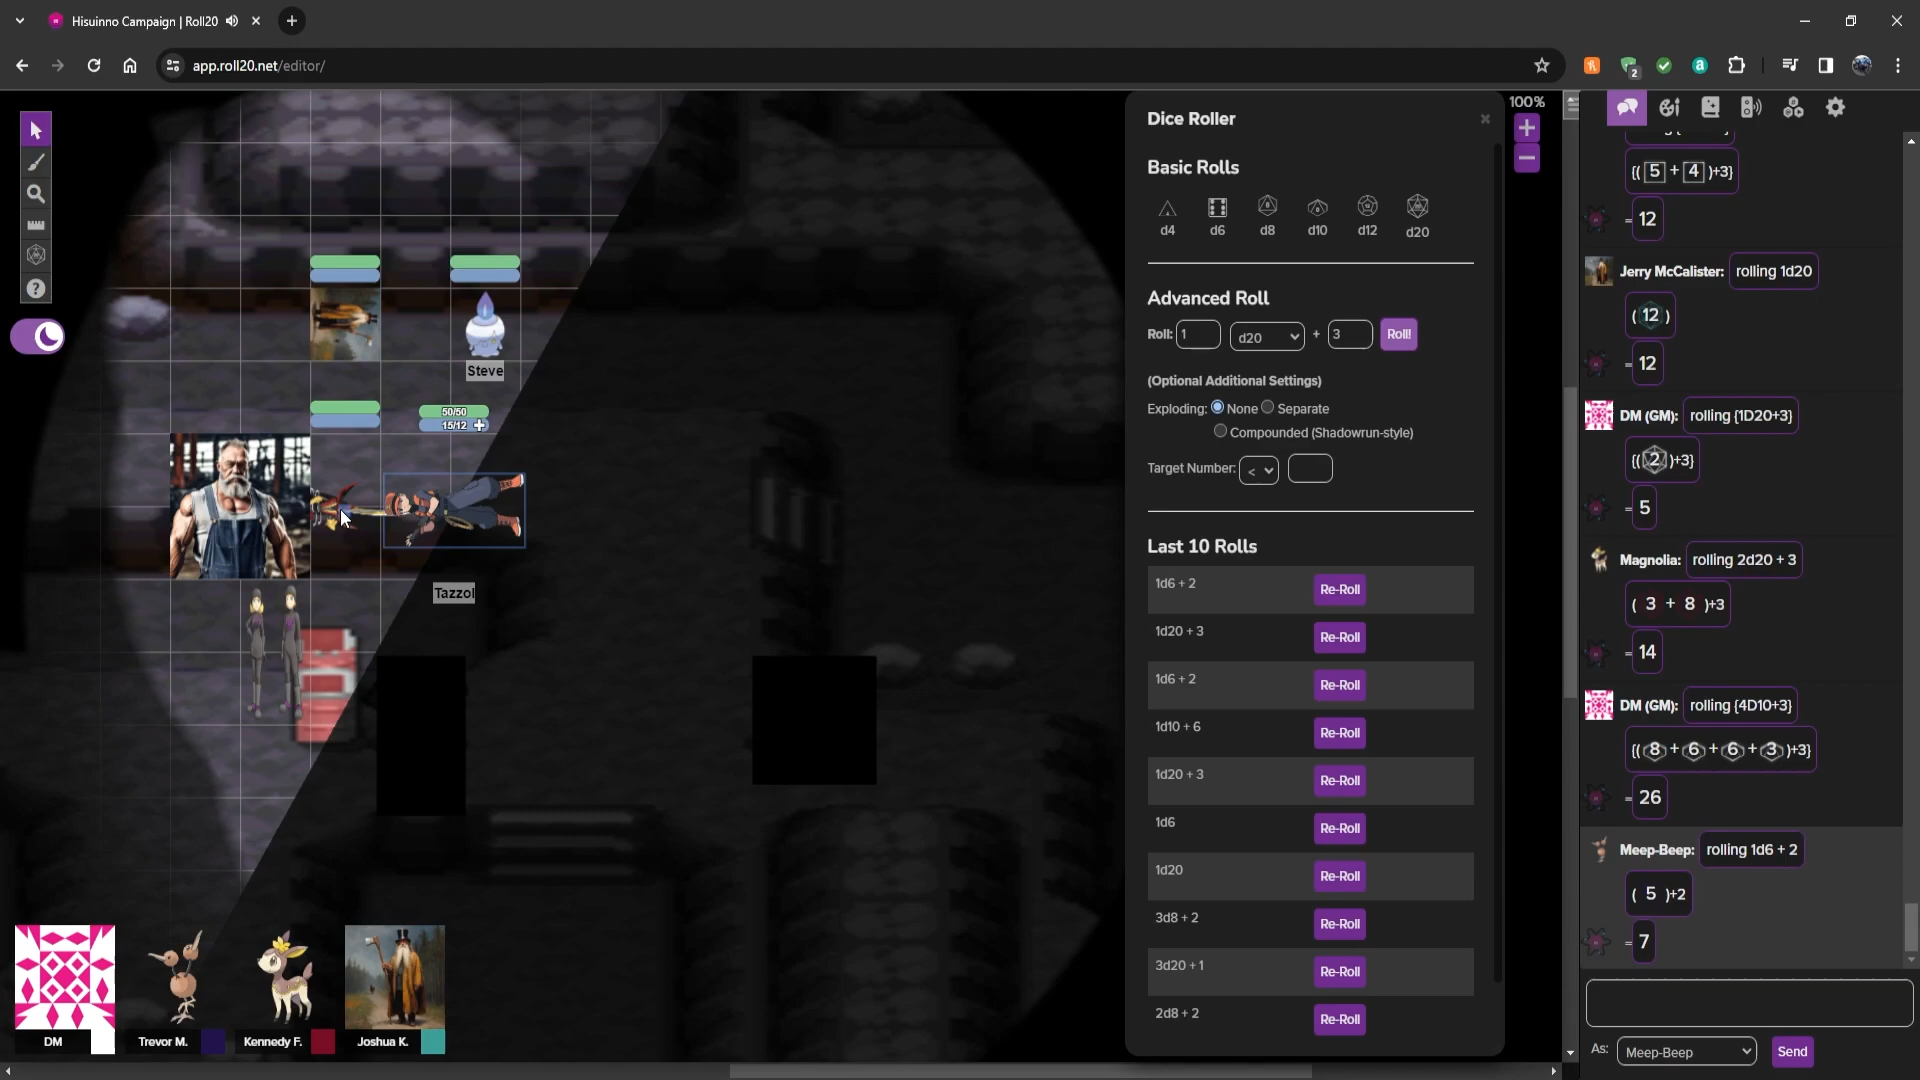 Hisuinno Campaign | Roll20
app.roll20.net/editor/
2
100%
Steve
50/50
15/12
Tazzol
DM
Trevor M.
Kennedy F.
Joshua K.
Dice Roller
Basic Rolls
d4
d6
d8
d10
d12
d20
Advanced Roll
Roll: 1 d20 + 3 Roll!
(Optional Additional Settings)
Exploding: None Separate
Compounded (Shadowrun-style)
Target Number: <
Last 10 Rolls
1d6 + 2 Re-Roll
1d20 + 3 Re-Roll
1d6 + 2 Re-Roll
1d10 + 6 Re-Roll
1d20 + 3 Re-Roll
1d6 Re-Roll
1d20 Re-Roll
3d8 + 2 Re-Roll
3d20 + 1 Re-Roll
2d8 + 2 Re-Roll
{( 5 + 4 )+3}
= 12
Jerry McCalister: rolling 1d20
( 12 )
= 12
DM (GM): rolling {1D20+3}
{( 2 )+3}
= 5
Magnolia: rolling 2d20 + 3
( 3 + 8 )+3
= 14
DM (GM): rolling {4D10+3}
{( 8 + 6 + 6 + 3 )+3}
= 26
Meep-Beep: rolling 1d6 + 2
( 5 )+2
= 7
As: Meep-Beep Send